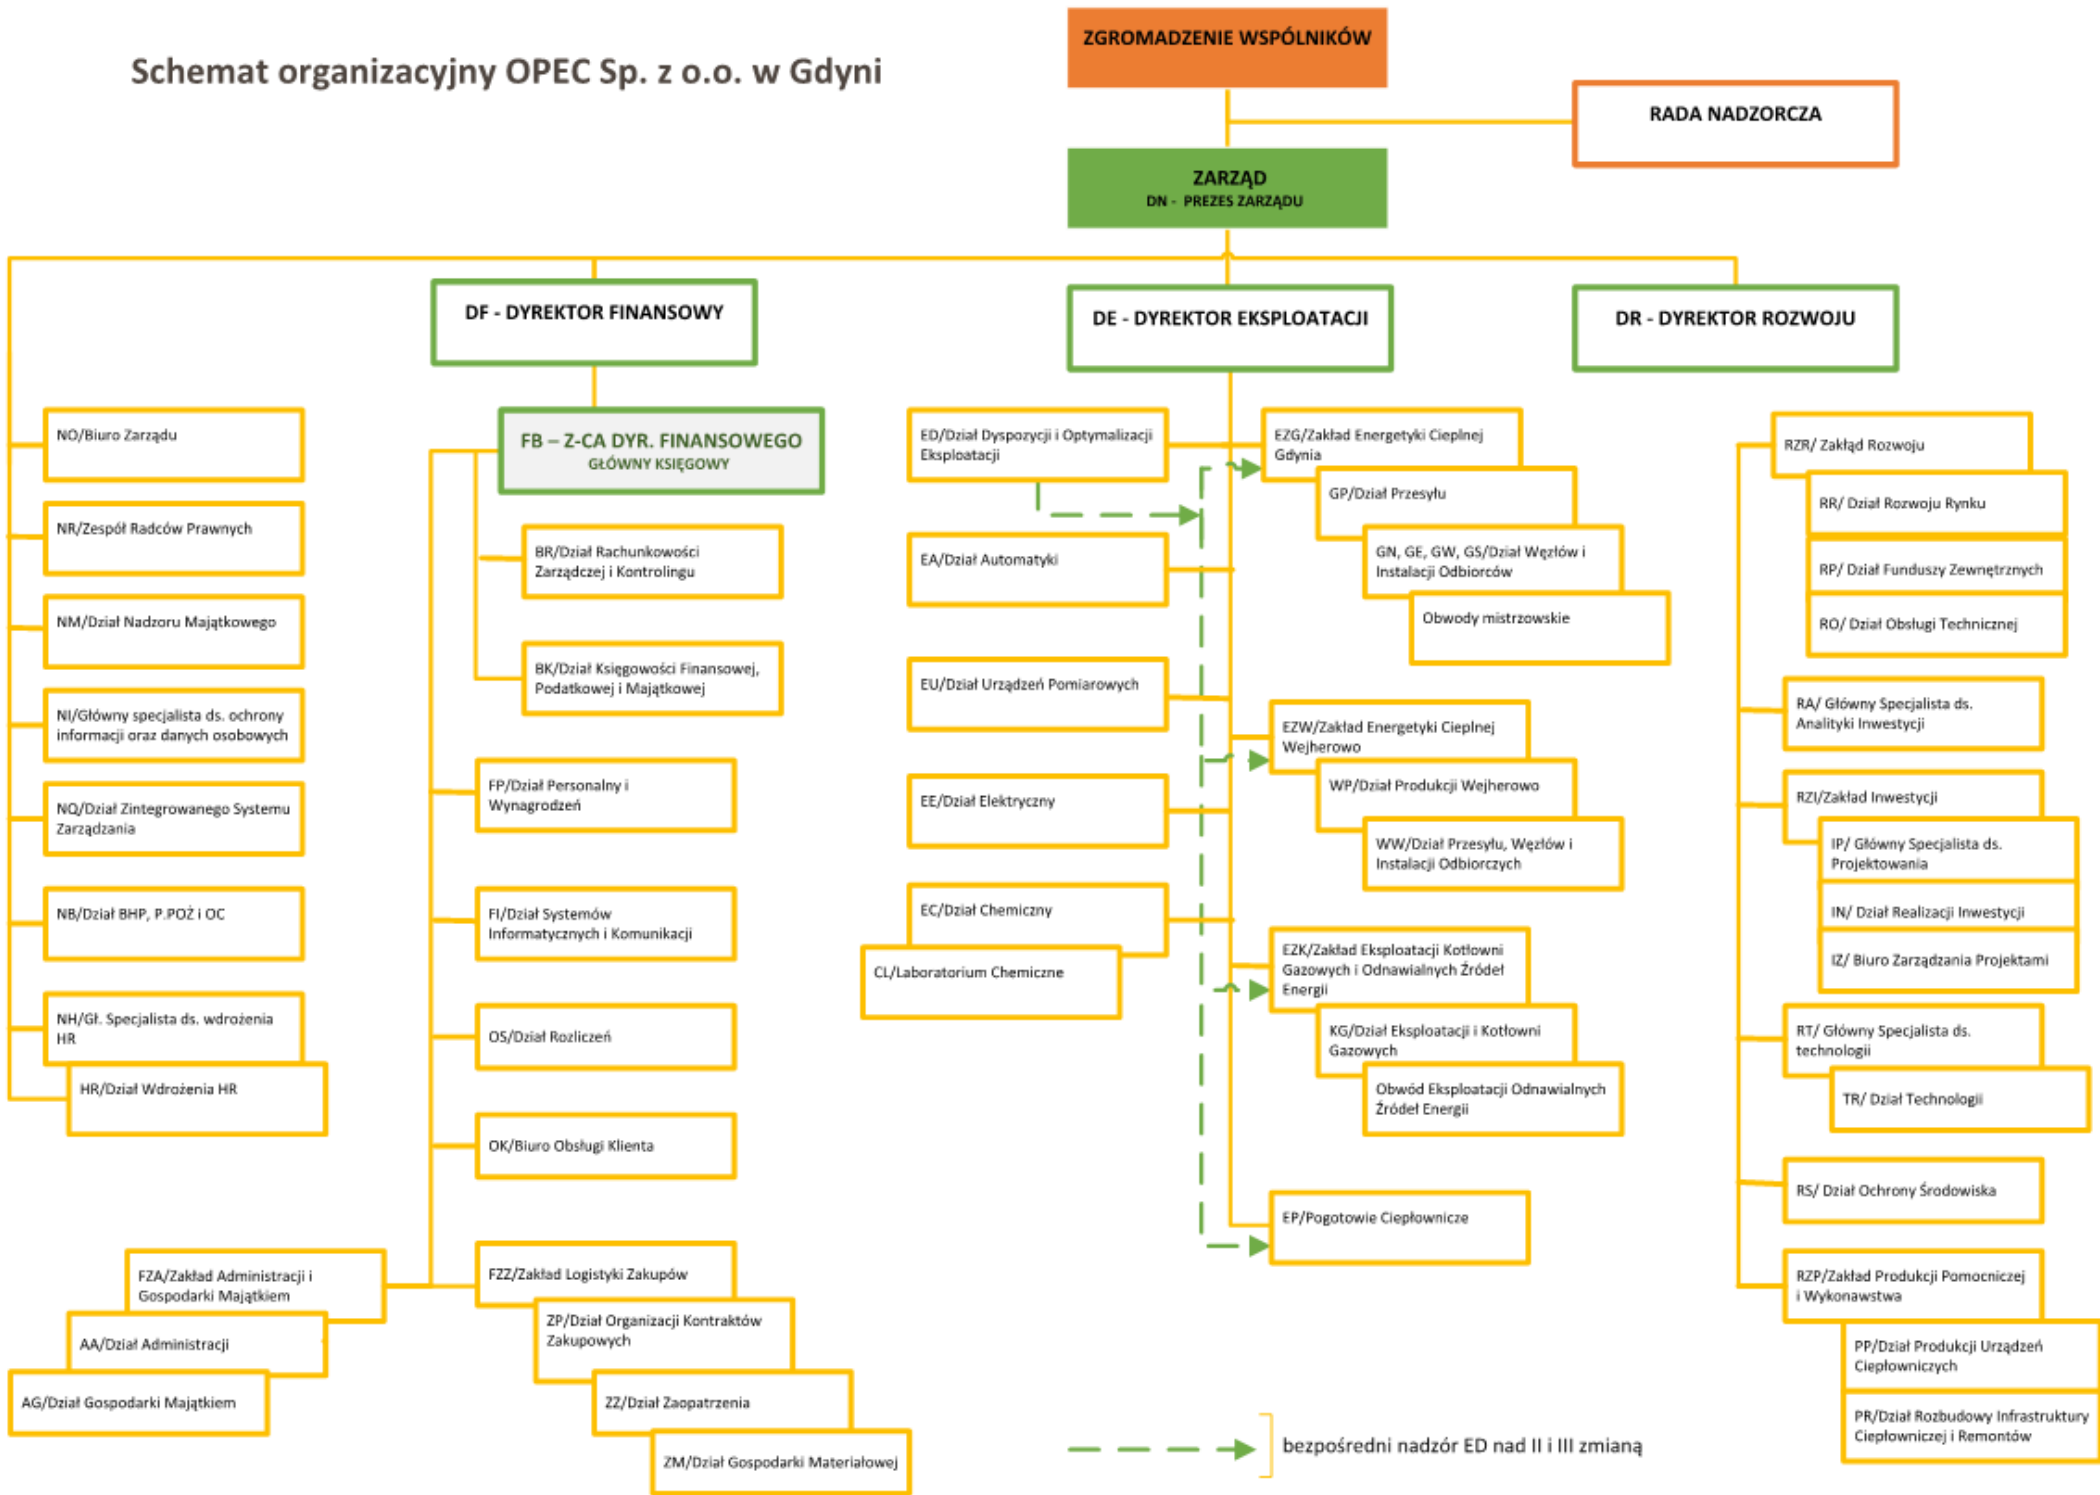 Schemat organizacyjny OPEC Sp. z o.o. w Gdyni
ZGROMADZENIE WSPÓLNIKÓW
RADA NADZORCZA
ZARZĄD
DN - PREZES ZARZĄDU
DF - DYREKTOR FINANSOWY
DE - DYREKTOR EKSPLOATACJI
DR - DYREKTOR ROZWOJU
NO/Biuro Zarządu
NR/Zespół Radców Prawnych
NM/Dział Nadzoru Majątkowego
NI/Główny specjalista ds. ochrony
informacji oraz danych osobowych
NQ/Dział Zintegrowanego Systemu
Zarządzania
NB/Dział BHP, P.POŻ i OC
NH/Gł. Specjalista ds. wdrożenia
HR
HR/Dział Wdrożenia HR
FB – Z-CA DYR. FINANSOWEGO
GŁÓWNY KSIĘGOWY
BR/Dział Rachunkowości
Zarządczej i Kontrolingu
BK/Dział Księgowości Finansowej,
Podatkowej i Majątkowej
FP/Dział Personalny i
Wynagrodzeń
FI/Dział Systemów
Informatycznych i Komunikacji
OS/Dział Rozliczeń
OK/Biuro Obsługi Klienta
FZA/Zakład Administracji i
Gospodarki Majątkiem
AA/Dział Administracji
AG/Dział Gospodarki Majątkiem
FZZ/Zakład Logistyki Zakupów
ZP/Dział Organizacji Kontraktów
Zakupowych
ZZ/Dział Zaopatrzenia
ZM/Dział Gospodarki Materiałowej
ED/Dział Dyspozycji i Optymalizacji
Eksploatacji
EA/Dział Automatyki
EU/Dział Urządzeń Pomiarowych
EE/Dział Elektryczny
EC/Dział Chemiczny
CL/Laboratorium Chemiczne
EZG/Zakład Energetyki Cieplnej
Gdynia
GP/Dział Przesyłu
GN, GE, GW, GS/Dział Węzłów i
Instalacji Odbiorców
Obwody mistrzowskie
EZW/Zakład Energetyki Cieplnej
Wejherowo
WP/Dział Produkcji Wejherowo
WW/Dział Przesyłu, Węzłów i
Instalacji Odbiorczych
EZK/Zakład Eksploatacji Kotłowni
Gazowych i Odnawialnych Źródeł
Energii
KG/Dział Eksploatacji i Kotłowni
Gazowych
Obwód Eksploatacji Odnawialnych
Źródeł Energii
EP/Pogotowie Ciepłownicze
RZR/ Zakłąd Rozwoju
RR/ Dział Rozwoju Rynku
RP/ Dział Funduszy Zewnętrznych
RO/ Dział Obsługi Technicznej
RA/ Główny Specjalista ds.
Analityki Inwestycji
RZI/Zakład Inwestycji
IP/ Główny Specjalista ds.
Projektowania
IN/ Dział Realizacji Inwestycji
IZ/ Biuro Zarządzania Projektami
RT/ Główny Specjalista ds.
technologii
TR/ Dział Technologii
RS/ Dział Ochrony Środowiska
RZP/Zakład Produkcji Pomocniczej
i Wykonawstwa
PP/Dział Produkcji Urządzeń
Ciepłowniczych
PR/Dział Rozbudowy Infrastruktury
Ciepłowniczej i Remontów
bezpośredni nadzór ED nad II i III zmianą